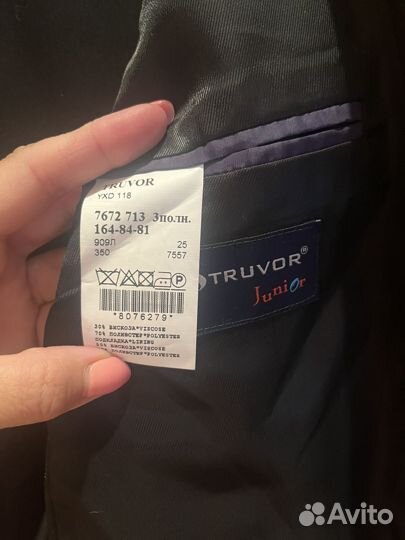 TRUVOR
YXD 118
7672 713 3полн.
164-84-81
909Л 25
350 7557
P
*8076279*
30% ВИСКОЗА*VISCOSE
70% ПОЛИЭСТЕР*POLYESTER
ПОДКЛАДКА*LINING
55% ВИСКОЗА*VISCOSE
TRUVOR®
Junior
Avito